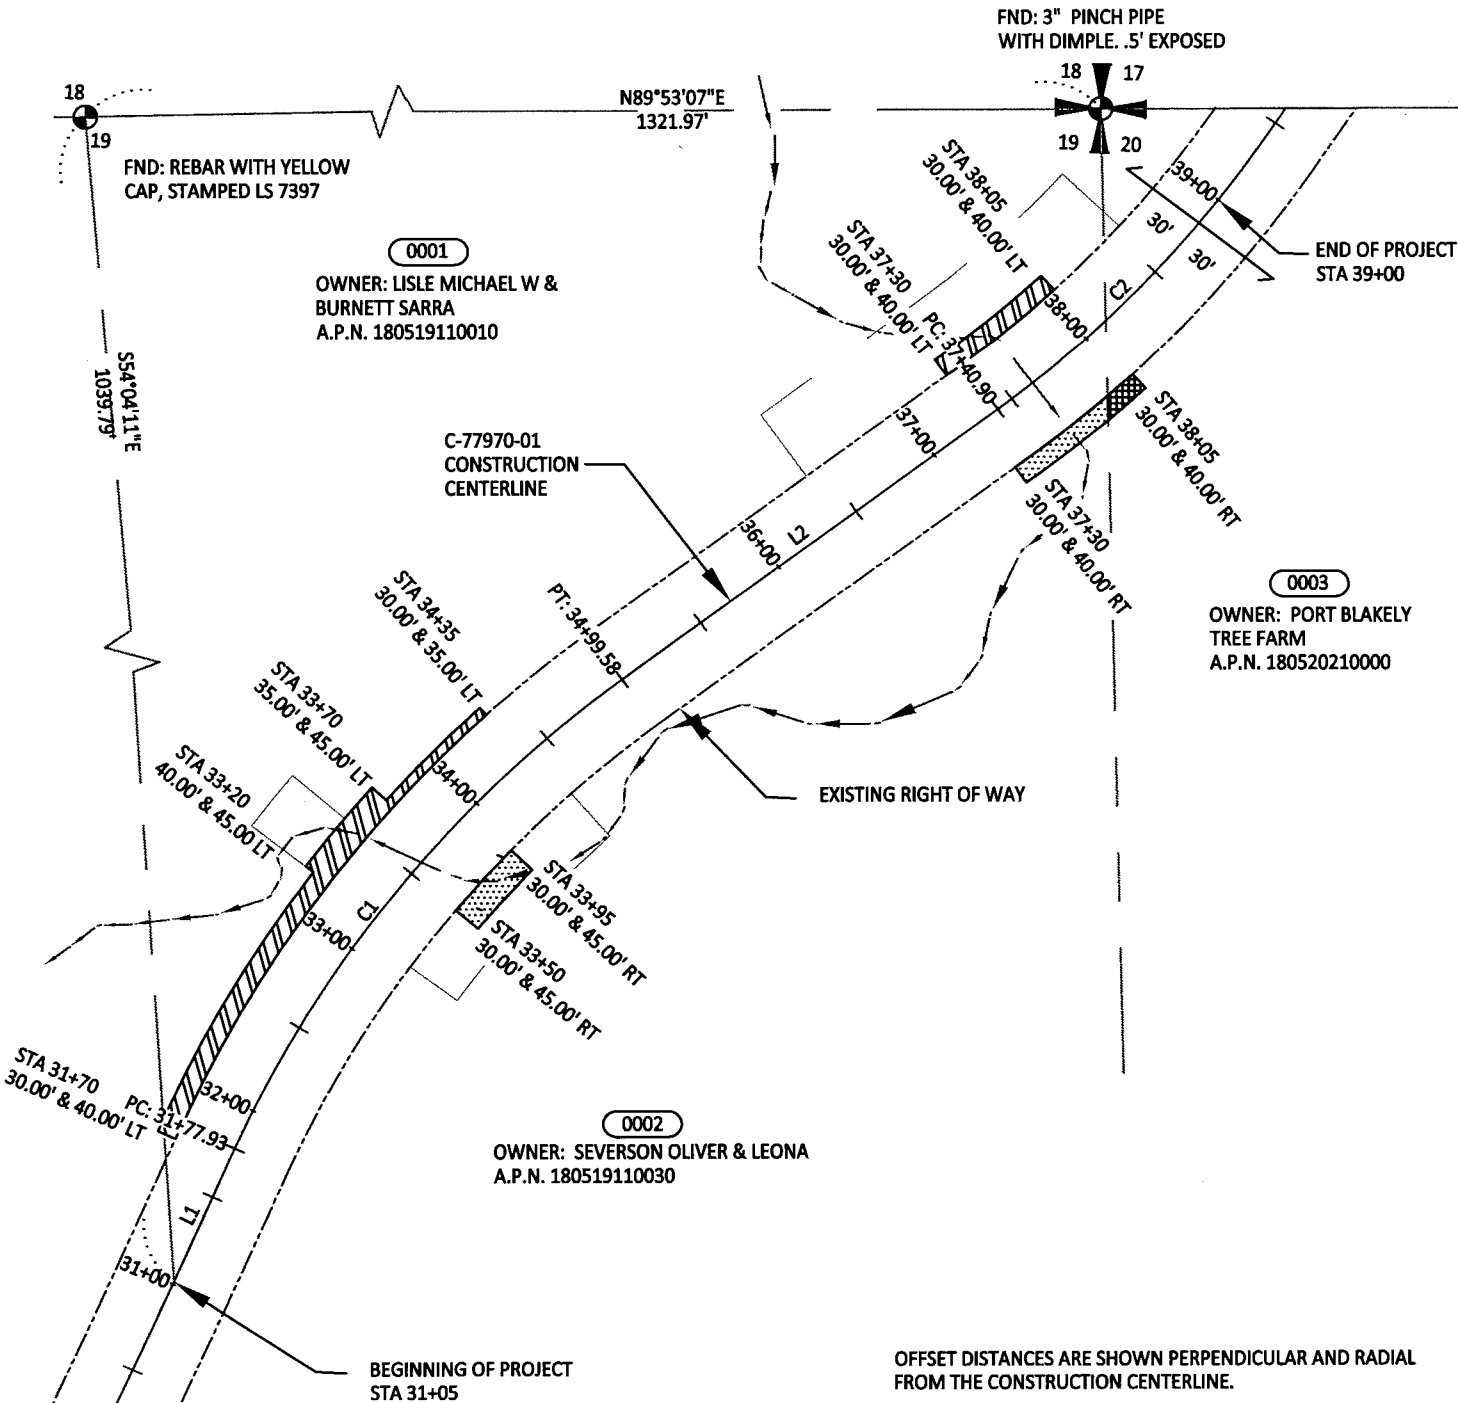 FND: 3" PINCH PIPE
WITH DIMPLE. .5' EXPOSED
18
17
19
20
18
19
N89°53'07"E
1321.97'
FND: REBAR WITH YELLOW
CAP, STAMPED LS 7397
0001
OWNER: LISLE MICHAEL W &
BURNETT SARRA
A.P.N. 180519110010
STA 38+05
30.00' & 40.00' LT
STA 37+30
30.00' & 40.00' LT
PC: 37+40.90
39+00
30'
30'
END OF PROJECT
STA 39+00
C2
38+00
37+00
S54°04'11"E
1039.79'
C-77970-01
CONSTRUCTION
CENTERLINE
STA 38+05
30.00' & 40.00' RT
STA 37+30
30.00' & 40.00' RT
36+00
L2
0003
OWNER: PORT BLAKELY
TREE FARM
A.P.N. 180520210000
STA 34+35
30.00' & 35.00' LT
PT: 34+99.58
STA 33+70
35.00' & 45.00' LT
STA 33+20
40.00' & 45.00 LT
34+00
EXISTING RIGHT OF WAY
STA 33+95
30.00' & 45.00' RT
STA 33+50
30.00' & 45.00' RT
C1
33+00
STA 31+70
30.00' & 40.00' LT
PC: 31+77.93
32+00
0002
OWNER: SEVERSON OLIVER & LEONA
A.P.N. 180519110030
L1
31+00
BEGINNING OF PROJECT
STA 31+05
OFFSET DISTANCES ARE SHOWN PERPENDICULAR AND RADIAL
FROM THE CONSTRUCTION CENTERLINE.